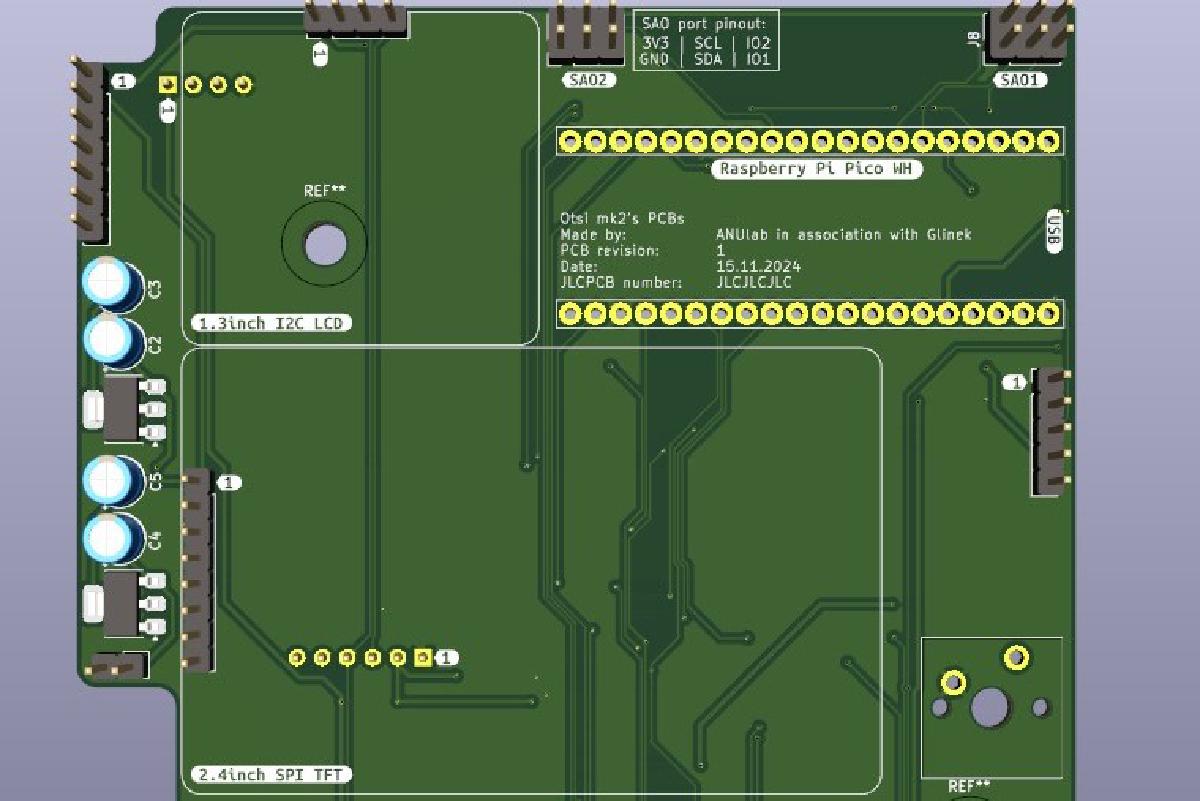 SAO port pinout:
3V3 | SCL | IO2
GND | SDA | IO1
1
SAO2
SAO1
1
1
Raspberry Pi Pico WH
REF**
Otsl mk2's PCBs
Made by: ANUlab in association with Glinek
PCB revision: 1
Date: 15.11.2024
JLCPCB number: JLCJLCJLC
USB
C3
1.3inch I2C LCD
C2
1
C5
1
C4
1
2.4inch SPI TFT
REF**